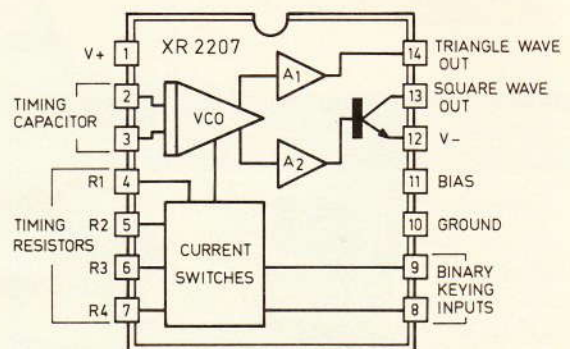 XR 2207
V+ 1
TIMING
CAPACITOR
2
3
R1 4
TIMING
RESISTORS
R2 5
R3 6
R4 7
VCO
A1
A2
CURRENT
SWITCHES
14 TRIANGLE WAVE
OUT
13 SQUARE WAVE
OUT
12 V-
11 BIAS
10 GROUND
9
8
BINARY
KEYING
INPUTS